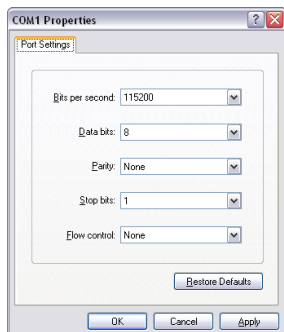 COM1 Properties
Port Settings
Bits per second: 115200
Data bits: 8
Parity: None
Stop bits: 1
Flow control: None
Restore Defaults
OK Cancel Apply